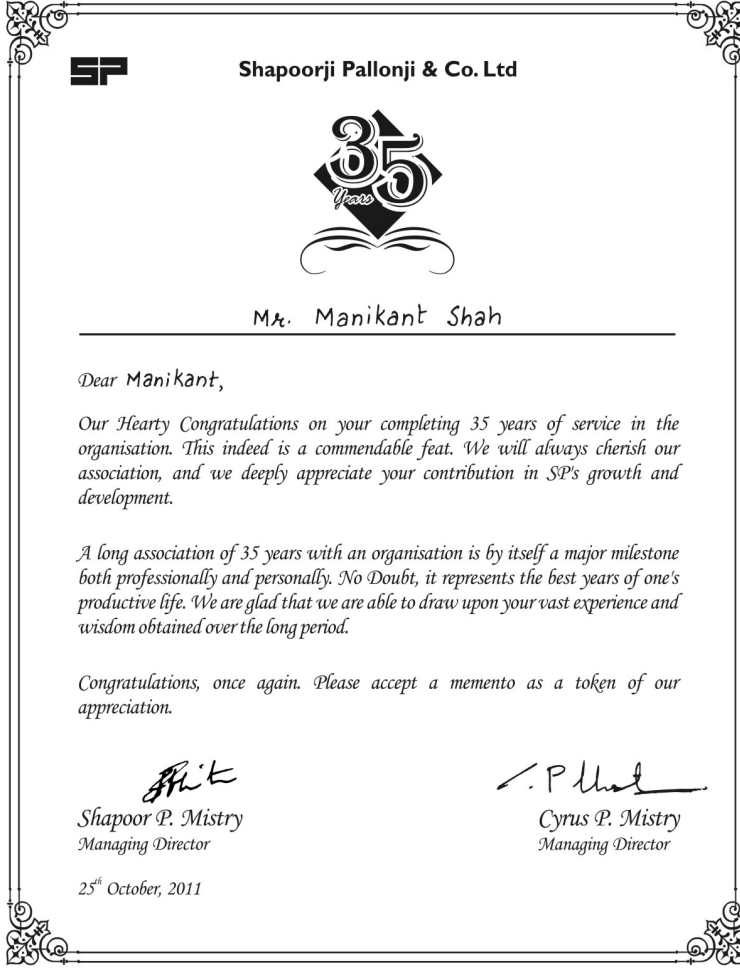 SP
Shapoorji Pallonji & Co. Ltd
35
Years
Mr. Manikant Shah
Dear Manikant,
Our Hearty Congratulations on your completing 35 years of service in the
organisation. This indeed is a commendable feat. We will always cherish our
association, and we deeply appreciate your contribution in SP's growth and
development.
A long association of 35 years with an organisation is by itself a major milestone
both professionally and personally. No Doubt, it represents the best years of one's
productive life. We are glad that we are able to draw upon your vast experience and
wisdom obtained over the long period.
Congratulations, once again. Please accept a memento as a token of our
appreciation.
Shapoor P. Mistry
Cyrus P. Mistry
Managing Director
Managing Director
25th October, 2011